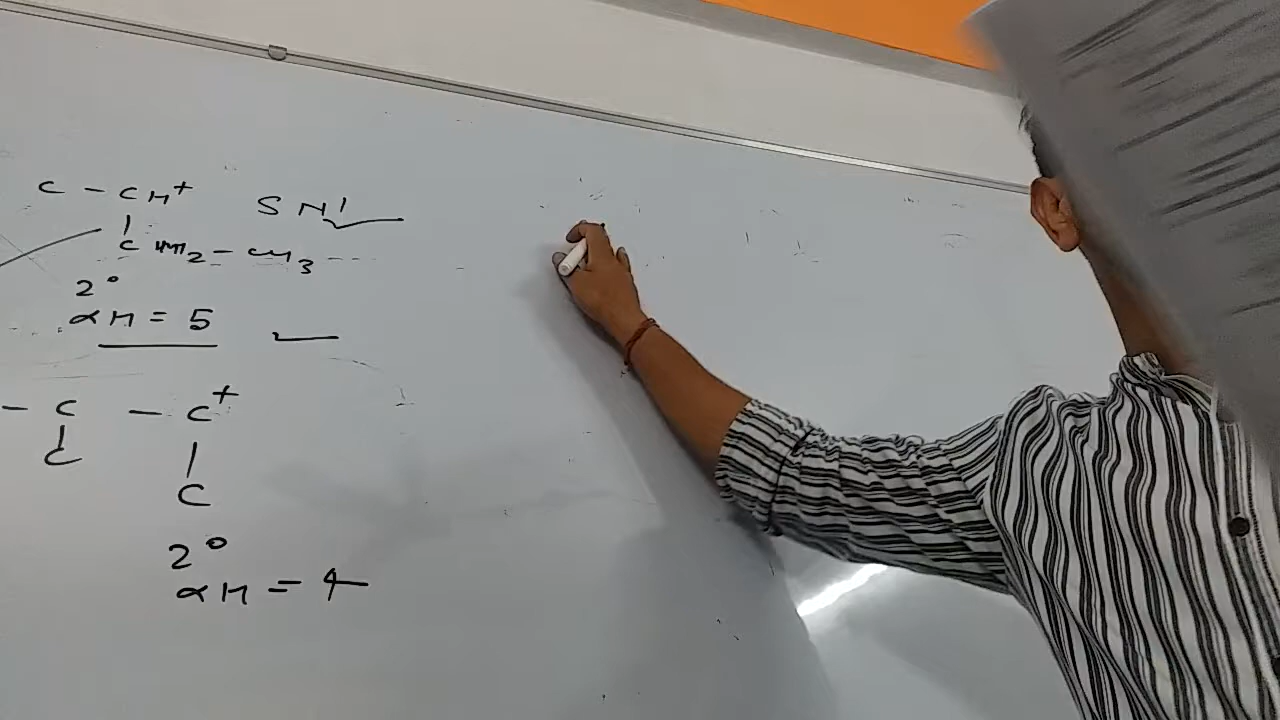 C - CH+ SN1
CH2 - CH3
2°
αH = 5
- C - C+
C C
2°
αH = 4